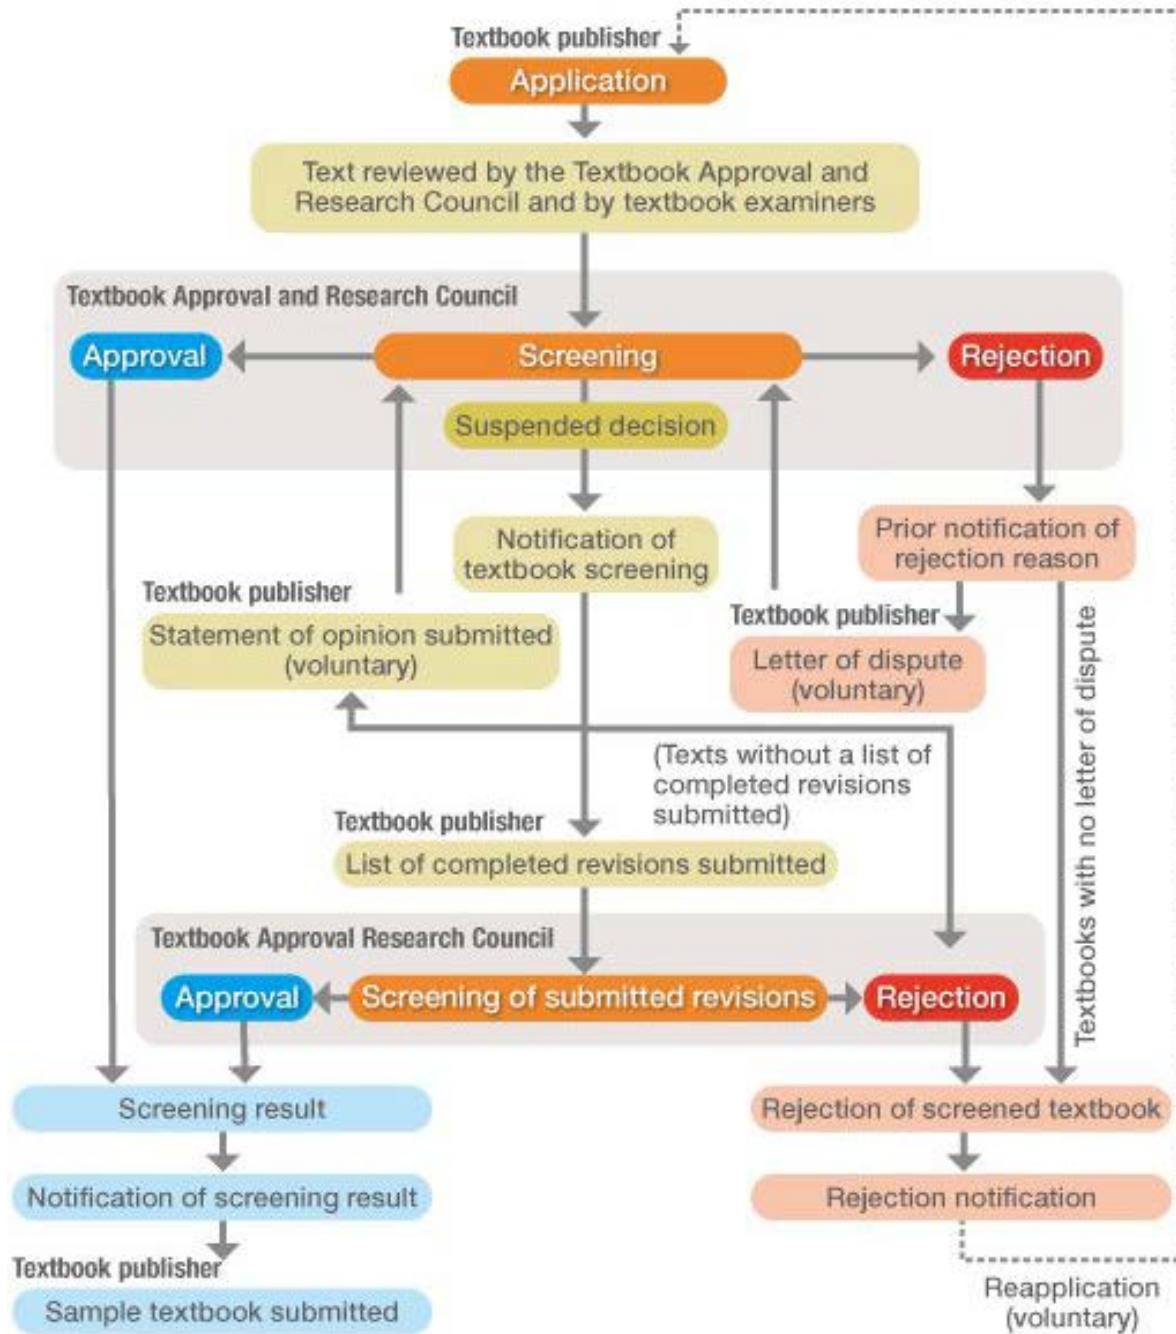 Textbook publisher
Application
Text reviewed by the Textbook Approval and
Research Council and by textbook examiners
Textbook Approval and Research Council
Approval
Screening
Rejection
Suspended decision
Notification of
textbook screening
Prior notification of
rejection reason
Textbook publisher
Statement of opinion submitted
(voluntary)
Textbook publisher
Letter of dispute
(voluntary)
Textbooks with no letter of dispute
(Texts without a list of
completed revisions
submitted)
Textbook publisher
List of completed revisions submitted
Textbook Approval Research Council
Approval
Screening of submitted revisions
Rejection
Screening result
Rejection of screened textbook
Notification of screening result
Rejection notification
Textbook publisher
Sample textbook submitted
Reapplication
(voluntary)